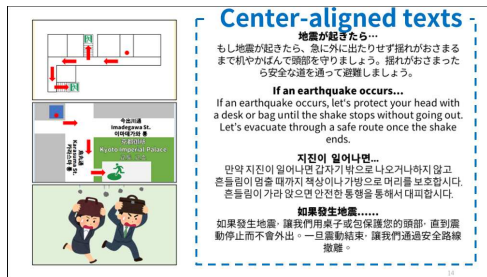 Center-aligned texts
地震が起きたら…
もし地震が起きたら、急に外に出たりせず揺れがおさまる
まで机やかばんで頭を守りましょう。揺れがおさまった
ら安全な道を通って避難しましょう。
If an earthquake occurs...
If an earthquake occurs, let's protect your head with
a desk or bag until the shake stops without going out.
Let's evacuate through a safe route once the shake
ends.
지진이 일어나면...
만약 지진이 일어나면 갑자기 밖으로 나오거나하지 않고
흔들림이 멈출 때까지 책상이나 가방으로 머리를 보호합시다.
흔들림이 가라 앉으면 안전한 통행을 통해서 대피합시다.
如果發生地震……
如果發生地震，讓我們用桌子或包保護您的頭部，直到震
動停止而不會外出。一旦震動結束，讓我們通過安全路線
撤離。
今出川通
Imadegawa St.
이마데가와 St.
京都御所
Kyoto Imperial Palace
烏丸通
Karasuma St.
카라스마 St.
14